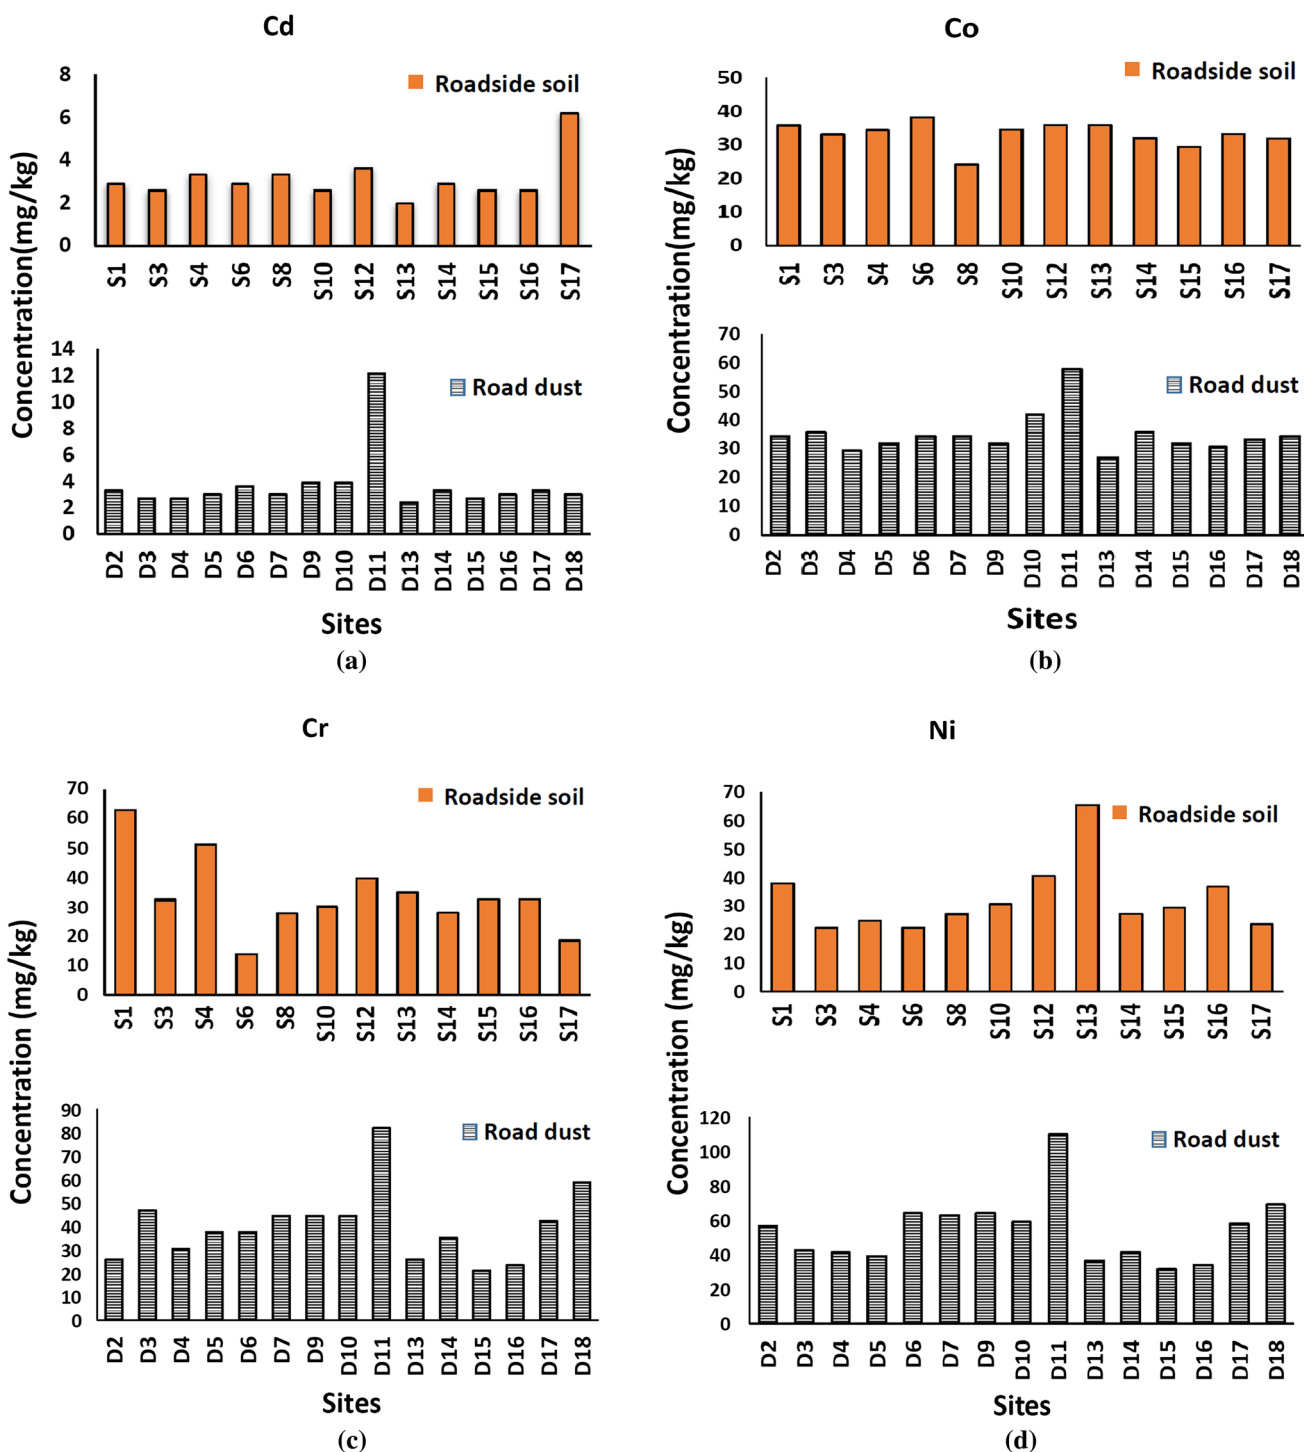 Cd
Concentration(mg/kg)
8
6
4
2
0
Roadside soil
S1 S3 S4 S6 S8 S10 S12 S13 S14 S15 S16 S17
14
12
10
8
6
4
2
0
Road dust
D2 D3 D4 D5 D6 D7 D9 D10 D11 D13 D14 D15 D16 D17 D18
Sites
(a)
Co
Concentration(mg/kg)
50
40
30
20
10
0
Roadside soil
S1 S3 S4 S6 S8 S10 S12 S13 S14 S15 S16 S17
70
60
50
40
30
20
10
0
Road dust
D2 D3 D4 D5 D6 D7 D9 D10 D11 D13 D14 D15 D16 D17 D18
Sites
(b)
Cr
Concentration (mg/kg)
70
60
50
40
30
20
10
0
Roadside soil
S1 S3 S4 S6 S8 S10 S12 S13 S14 S15 S16 S17
90
80
70
60
50
40
30
20
10
0
Road dust
D2 D3 D4 D5 D6 D7 D9 D10 D11 D13 D14 D15 D16 D17 D18
Sites
(c)
Ni
Concentration (mg/kg)
70
60
50
40
30
20
10
0
Roadside soil
S1 S3 S4 S6 S8 S10 S12 S13 S14 S15 S16 S17
120
100
80
60
40
20
0
Road dust
D2 D3 D4 D5 D6 D7 D9 D10 D11 D13 D14 D15 D16 D17 D18
Sites
(d)